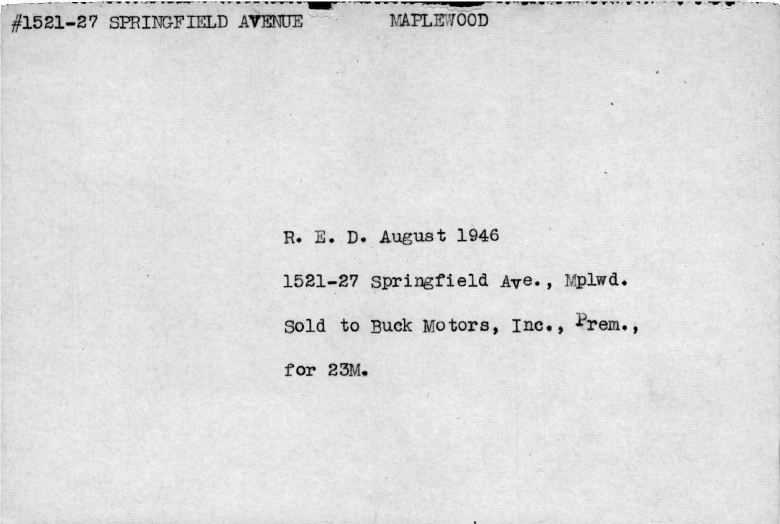 #1521-27 SPRINGFIELD AVENUE MAPLEWOOD
R. E. D. August 1946
1521-27 Springfield Ave., Mplwd.
Sold to Buck Motors, Inc., Prem.,
for 23M.